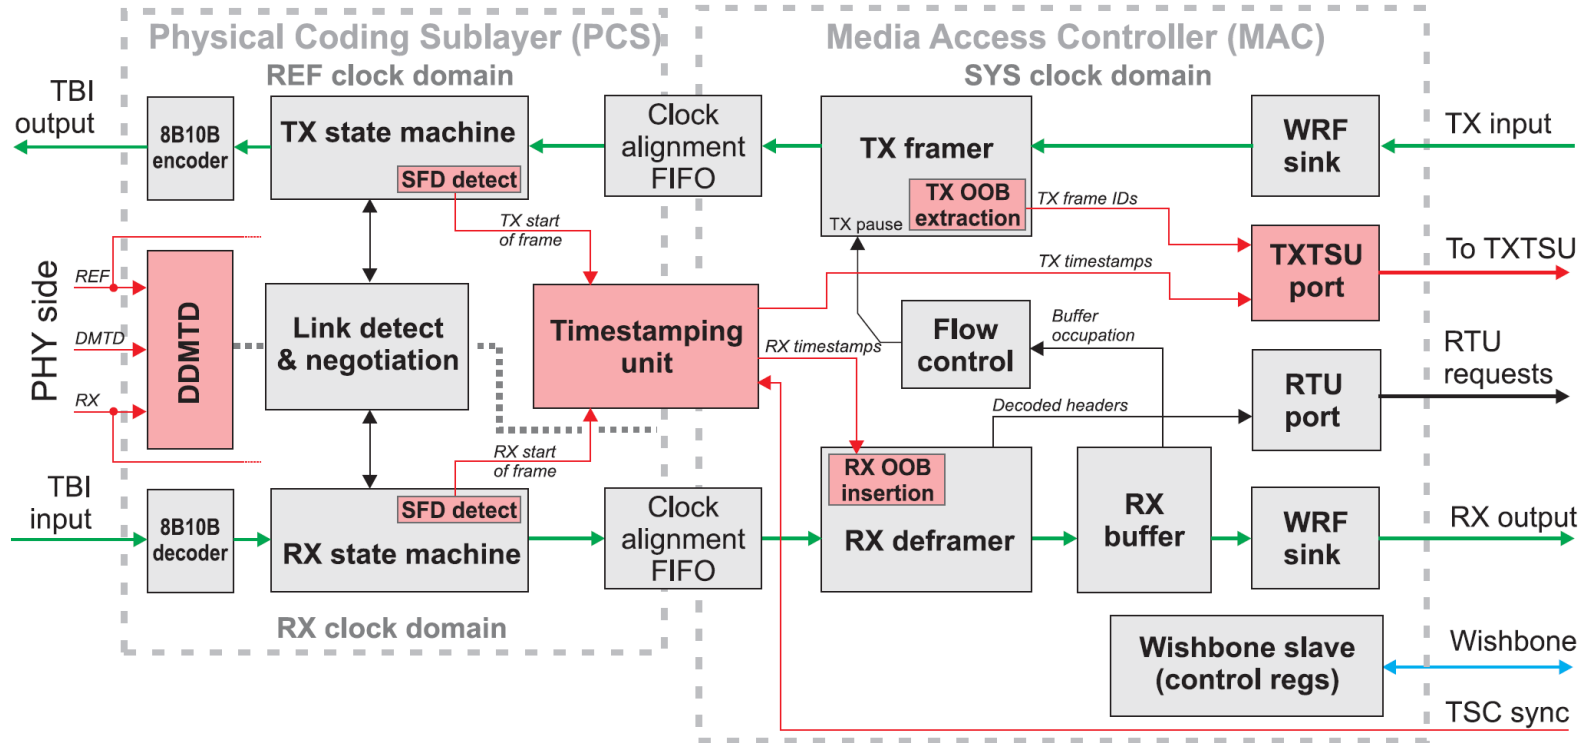 Physical Coding Sublayer (PCS)
REF clock domain
Media Access Controller (MAC)
SYS clock domain
TBI
output
8B10B
encoder
TX state machine
SFD detect
Clock
alignment
FIFO
TX framer
TX OOB
extraction
TX pause
WRF
sink
TX input
TX frame IDs
TX start
of frame
TXTSU
port
To TXTSU
TX timestamps
PHY side
REF
DMTD
RX
DDMTD
Link detect
& negotiation
Timestamping
unit
RX timestamps
Flow
control
Buffer
occupation
RTU
requests
RTU
port
Decoded headers
RX start
of frame
TBI
input
8B10B
decoder
SFD detect
RX state machine
Clock
alignment
FIFO
RX OOB
insertion
RX deframer
RX
buffer
WRF
sink
RX output
RX clock domain
Wishbone slave
(control regs)
Wishbone
TSC sync